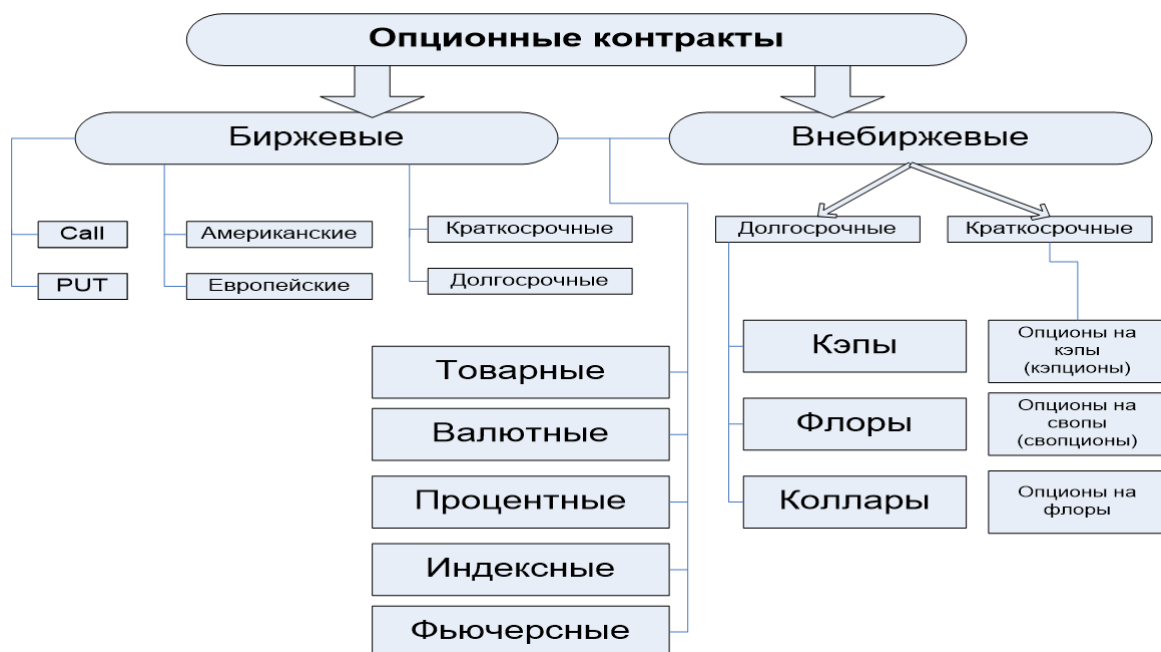 Опционные контракты
Биржевые
Внебиржевые
Call
PUT
Американские
Европейские
Краткосрочные
Долгосрочные
Товарные
Валютные
Процентные
Индексные
Фьючерсные
Долгосрочные
Кэпы
Флоры
Коллары
Краткосрочные
Опционы на
кэпы
(кэпционы)
Опционы на
свопы
(свопционы)
Опционы на
флоры